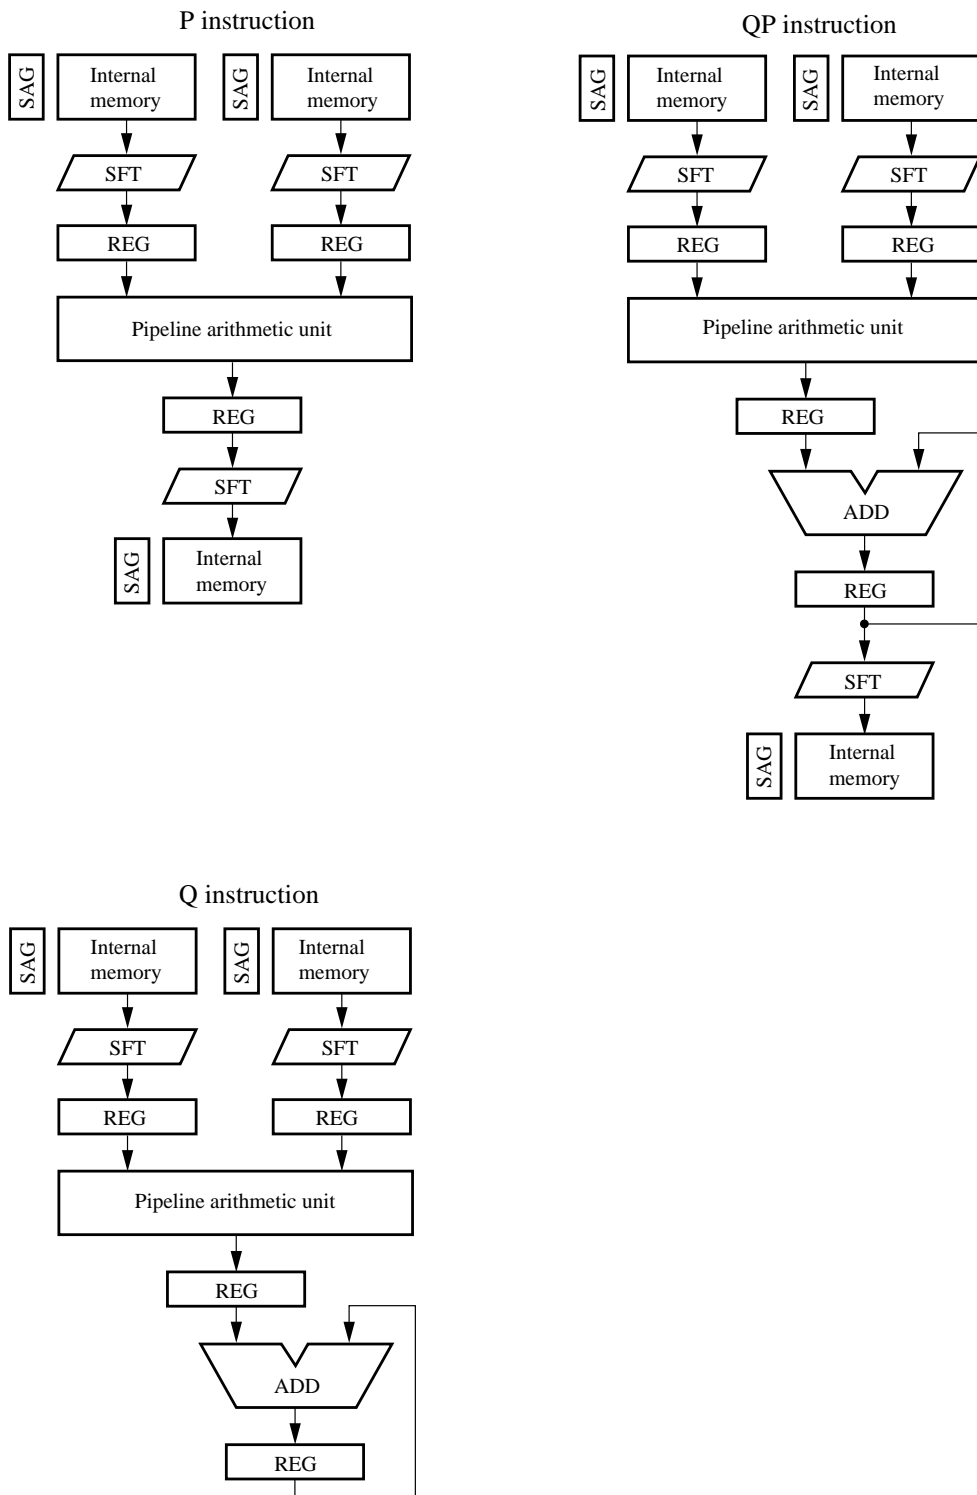 P instruction
SAG
Internal
memory
SAG
Internal
memory
SFT
SFT
REG
REG
Pipeline arithmetic unit
REG
SFT
SAG
Internal
memory
QP instruction
SAG
Internal
memory
SAG
Internal
memory
SFT
SFT
REG
REG
Pipeline arithmetic unit
REG
ADD
REG
SFT
SAG
Internal
memory
Q instruction
SAG
Internal
memory
SAG
Internal
memory
SFT
SFT
REG
REG
Pipeline arithmetic unit
REG
ADD
REG